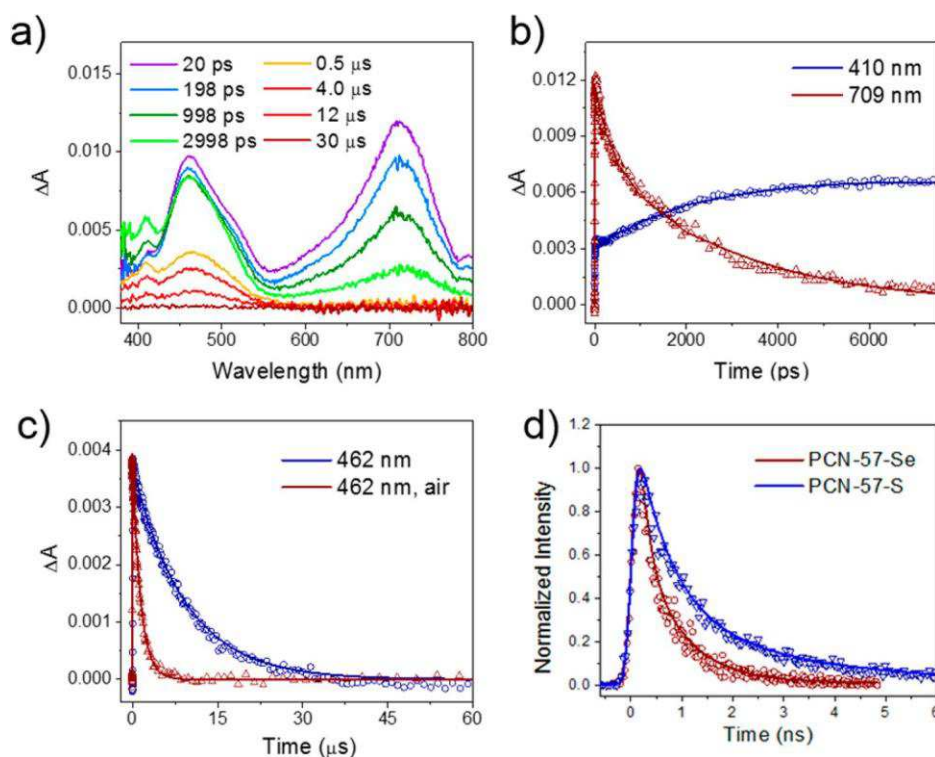 a)
20 ps
198 ps
998 ps
2998 ps
0.5 μs
4.0 μs
12 μs
30 μs
0.015
0.010
0.005
0.000
ΔA
400 450 500 550 600 650 700 750 800
Wavelength (nm)
b)
410 nm
709 nm
0.012
0.009
0.006
0.003
0.000
ΔA
0 2000 4000 6000
Time (ps)
c)
462 nm
462 nm, air
0.004
0.003
0.002
0.001
0.000
ΔA
0 15 30 45 60
Time (μs)
d)
PCN-57-Se
PCN-57-S
1.2
1.0
0.8
0.6
0.4
0.2
0.0
Normalized Intensity
0 1 2 3 4 5 6
Time (ns)